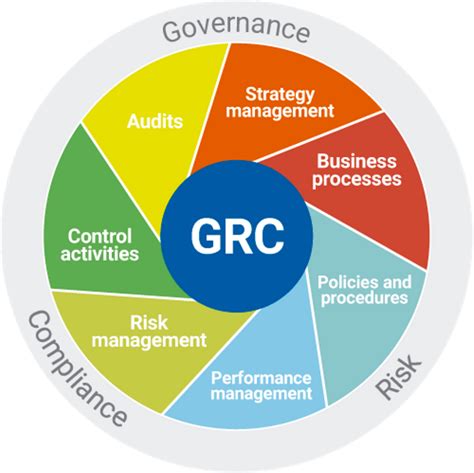 Governance
Strategy
management
Audits
Business
processes
GRC
Control
activities
Policies and
procedures
Risk
management
Performance
management
Compliance
Risk